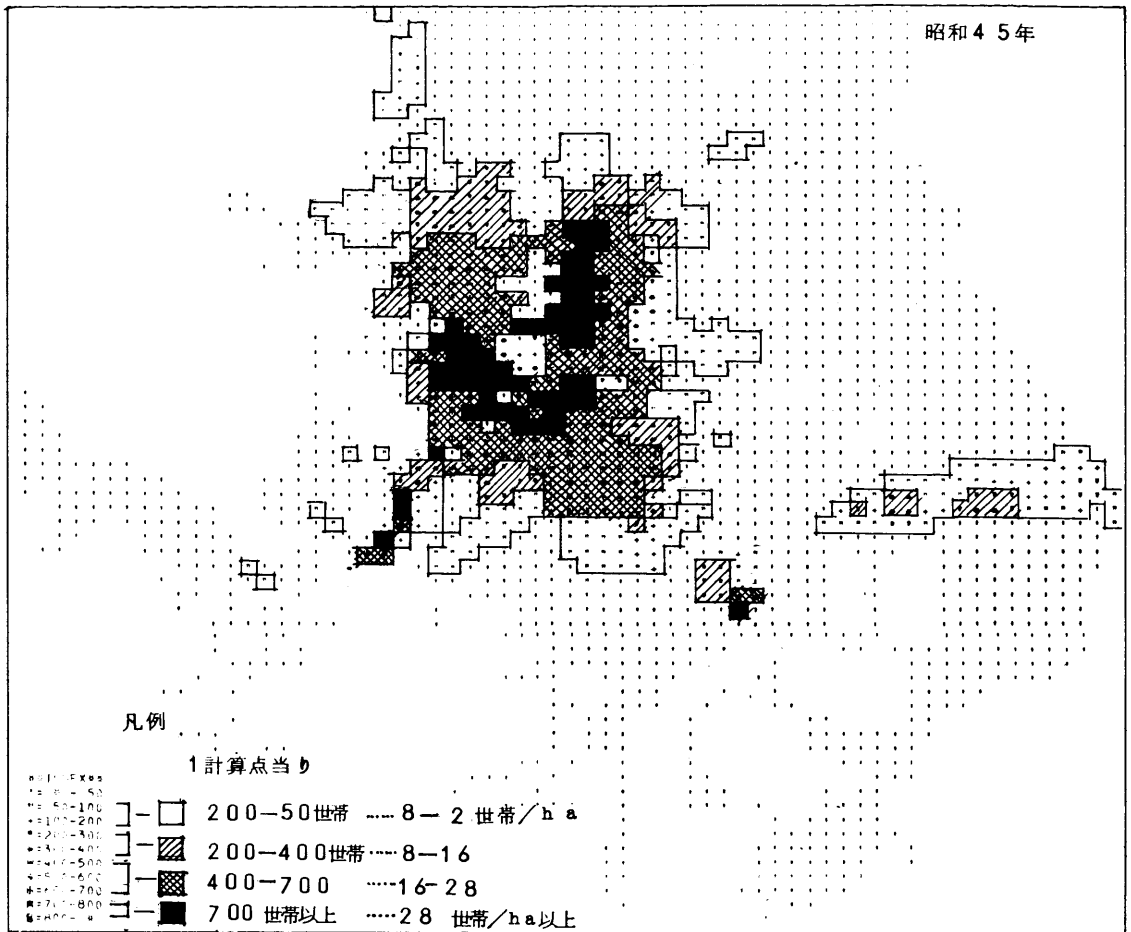 昭和45年
凡例
1計算点当り
200—50世帯 ‥‥ 8—2世帯/ha
200—400世帯 ‥‥ 8—16
400—700 ‥‥ 16-28
700世帯以上 ‥‥ 28 世帯/ha以上